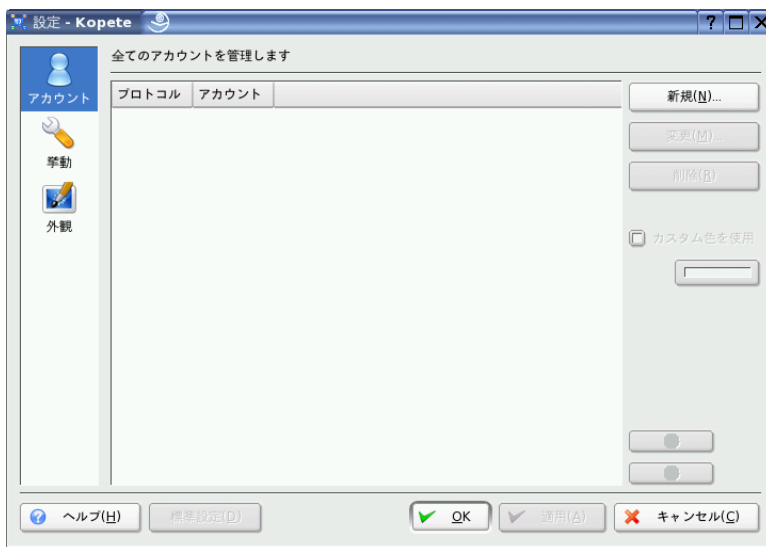 設定 - Kopete
アカウント
挙動
外観
全てのアカウントを管理します
プロトコル アカウント
新規(N)...
変更(M)...
削除(R)
カスタム色を使用
ヘルプ(H)
標準設定(D)
OK
適用(A)
キャンセル(C)